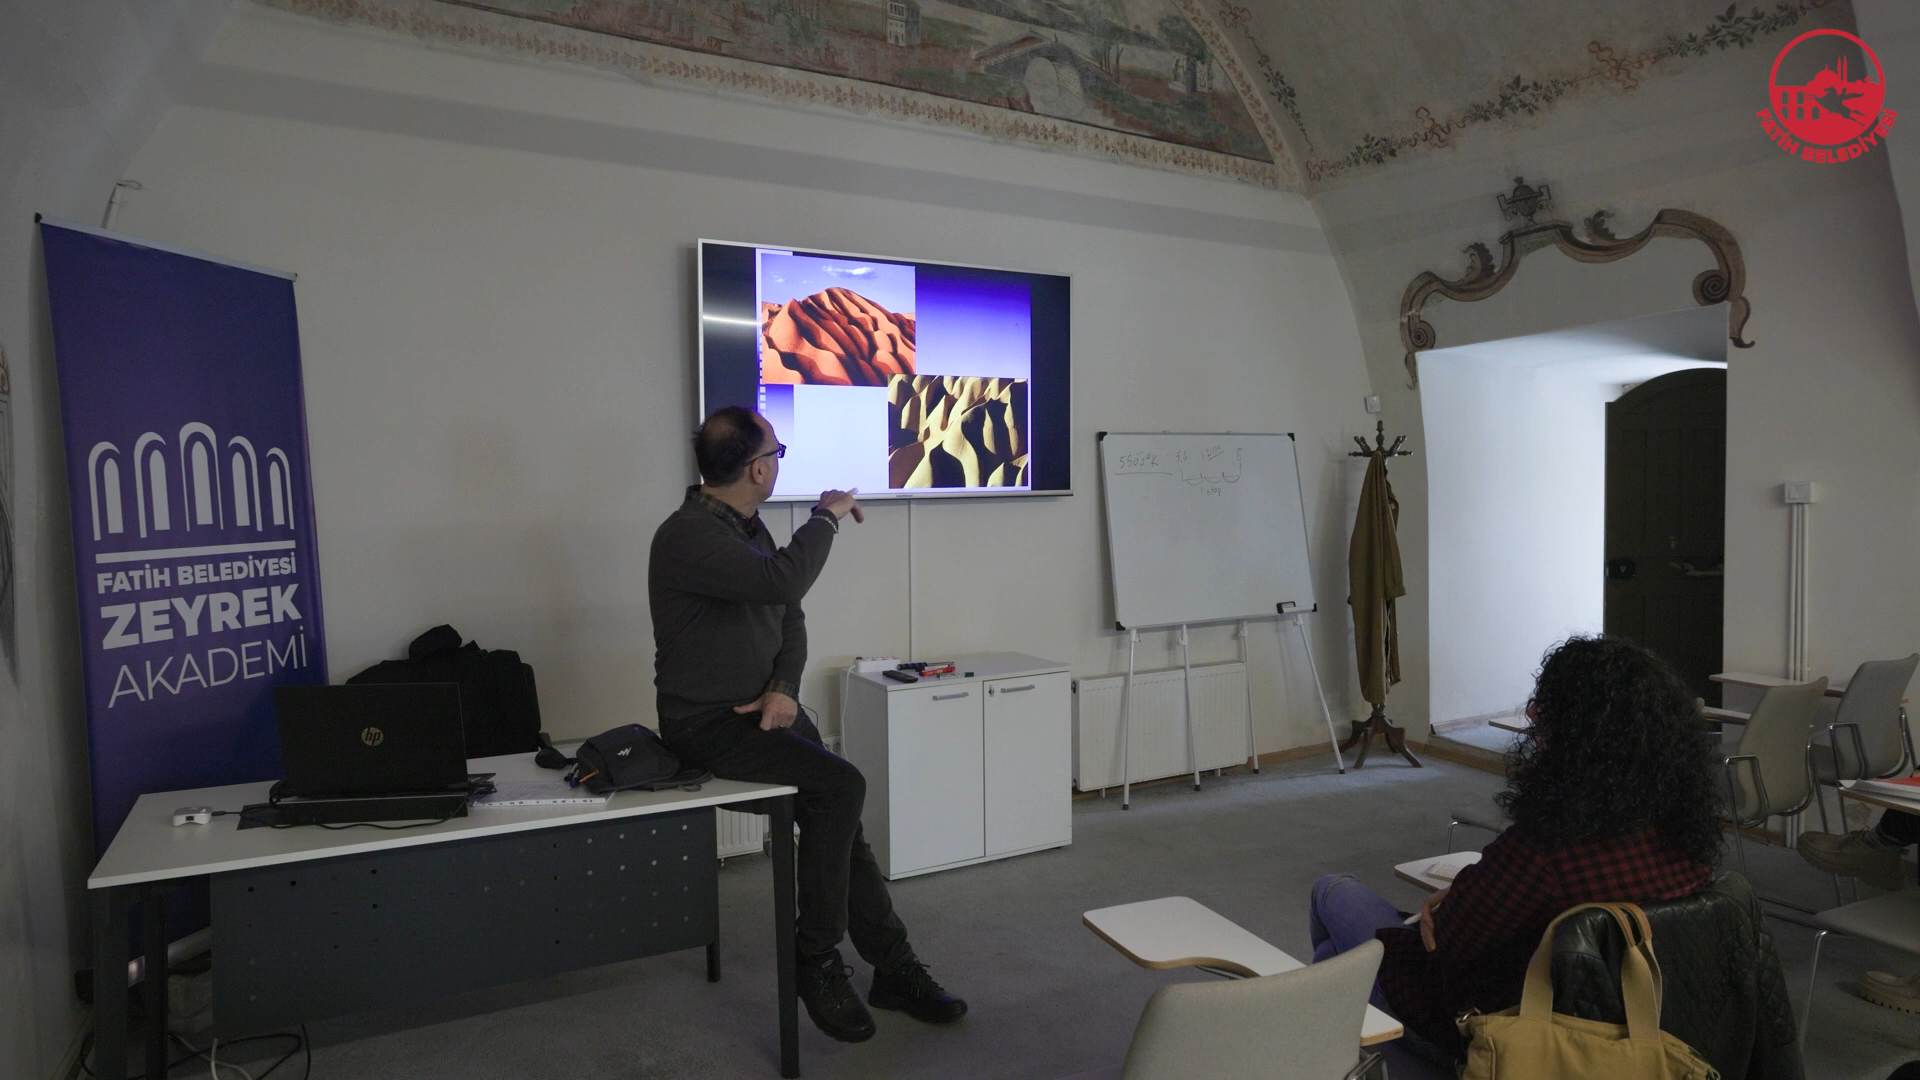 FATİH BELEDİYESİ
FATİH BELEDİYESİ
ZEYREK
AKADEMİ
hp